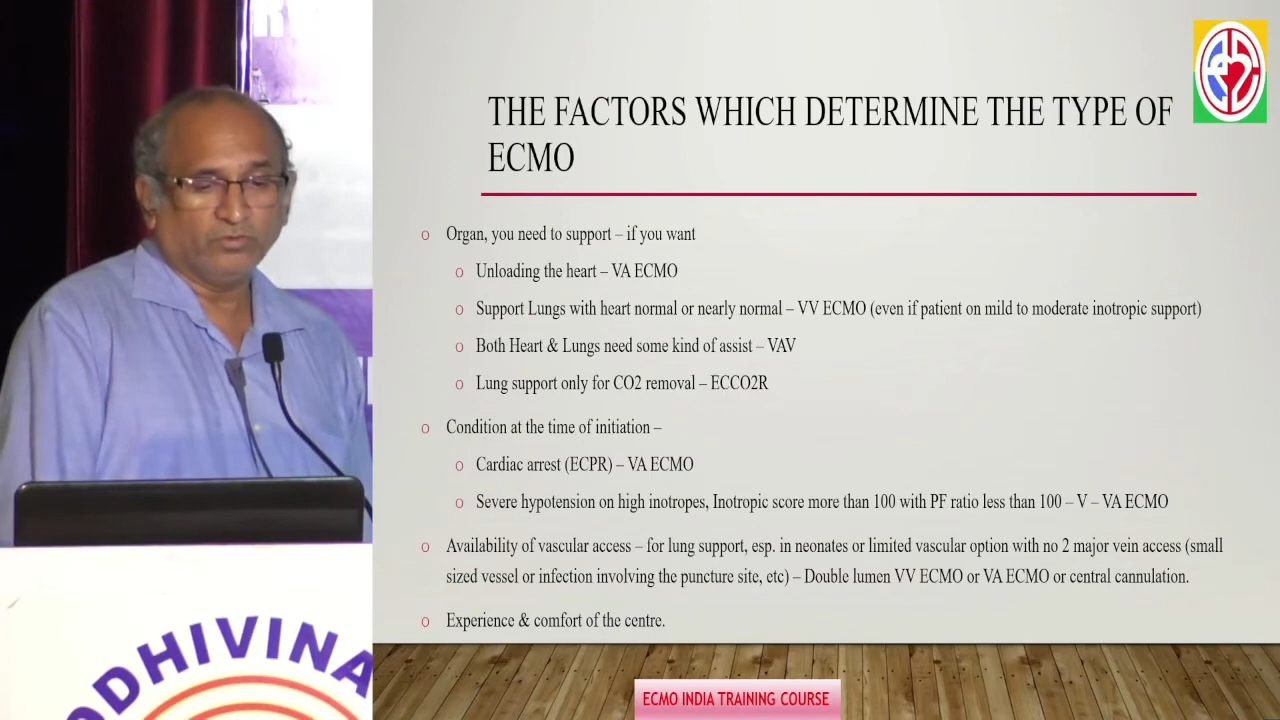 THE FACTORS WHICH DETERMINE THE TYPE OF
ECMO
o Organ, you need to support – if you want
o Unloading the heart – VA ECMO
o Support Lungs with heart normal or nearly normal – VV ECMO (even if patient on mild to moderate inotropic support)
o Both Heart & Lungs need some kind of assist – VAV
o Lung support only for CO2 removal – ECCO2R
o Condition at the time of initiation –
o Cardiac arrest (ECPR) – VA ECMO
o Severe hypotension on high inotropes, Inotropic score more than 100 with PF ratio less than 100 – V – VA ECMO
o Availability of vascular access – for lung support, esp. in neonates or limited vascular option with no 2 major vein access (small
sized vessel or infection involving the puncture site, etc) – Double lumen VV ECMO or VA ECMO or central cannulation.
o Experience & comfort of the centre.
ECMO INDIA TRAINING COURSE
ODHIVINA